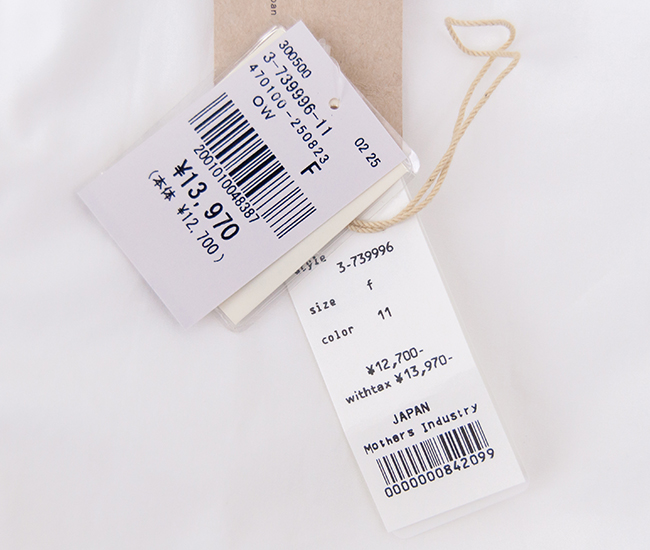 pan
300500
3-739996-11
470100-250823
OW
F
02 25
2001010048387
¥13,970
(本体 ¥12,700)
style 3-739996
size f
color 11
¥12,700-
withtax ¥13,970-
JAPAN
Mothers Industry
0000000842099